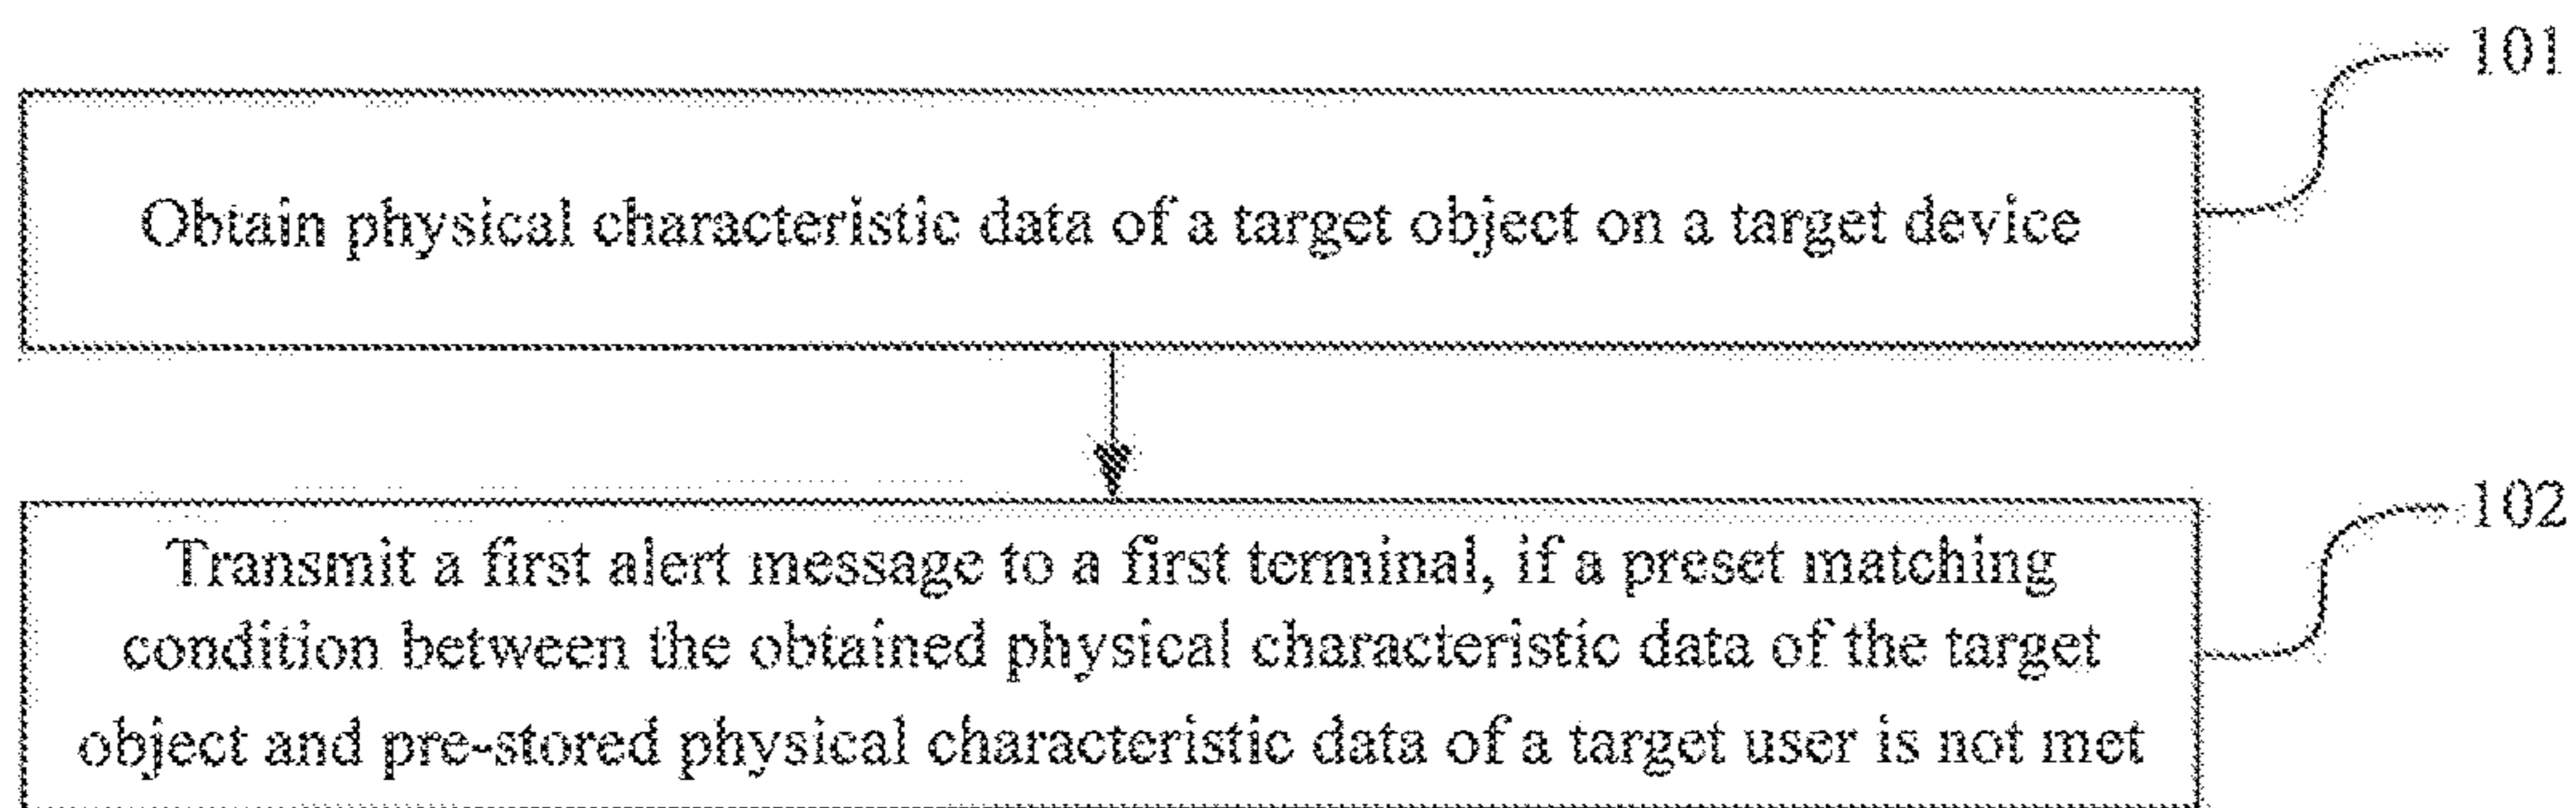 101
Obtain physical characteristic data of a target object on a target device
102
Transmit a first alert message to a first terminal, if a preset matching
condition between the obtained physical characteristic data of the target
object and pre-stored physical characteristic data of a target user is not met